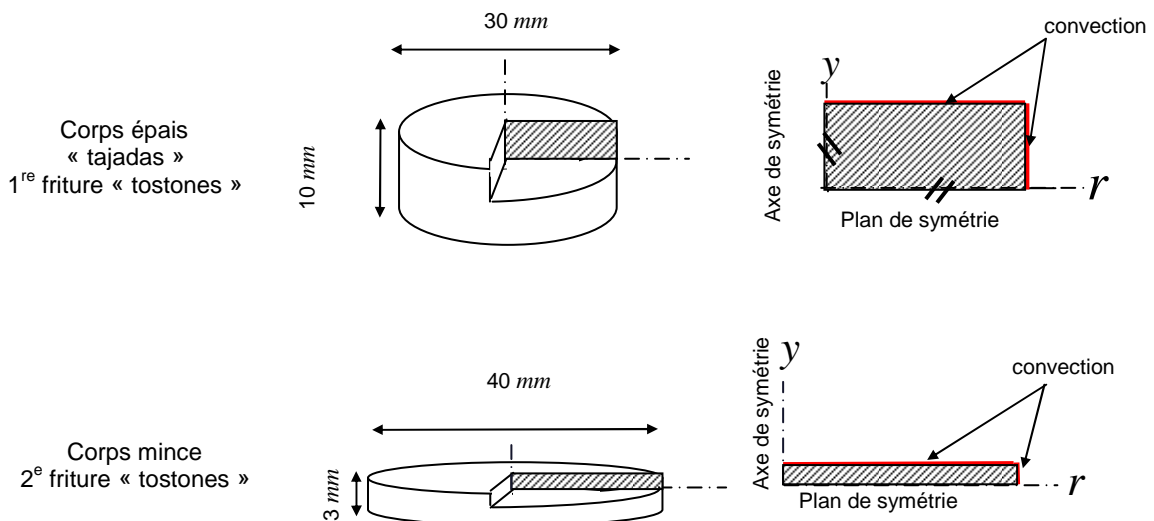 30 mm
convection
Axe de symétrie
y
Corps épais
« tajadas »
1re friture « tostones »
10 mm
r
Plan de symétrie
40 mm
Axe de symétrie
y
convection
Corps mince
2e friture « tostones »
3 mm
r
Plan de symétrie